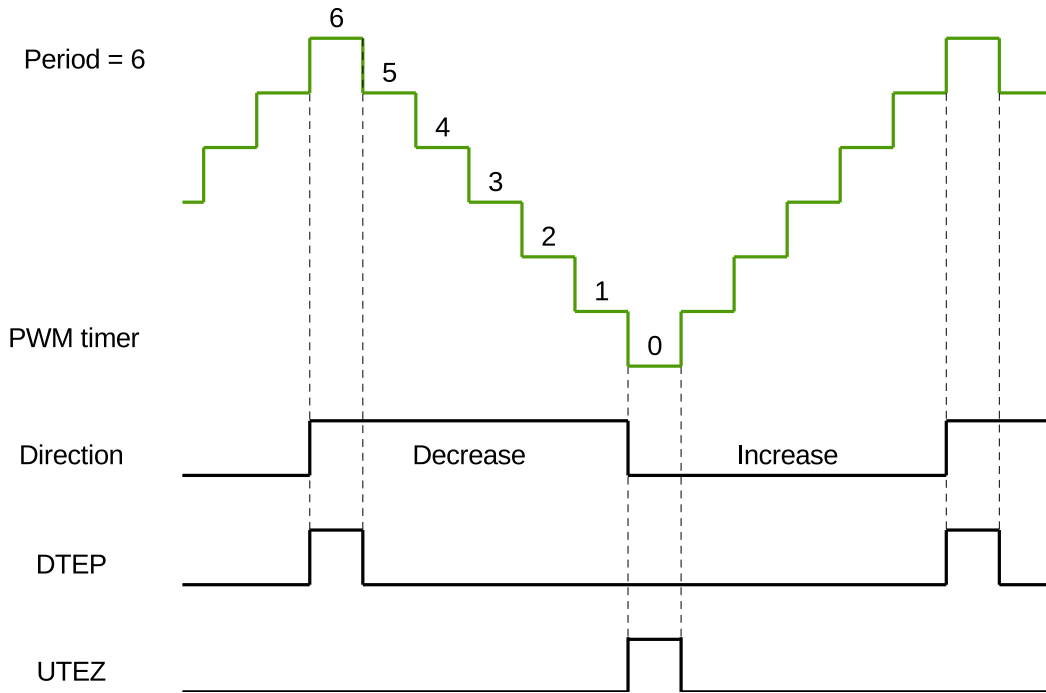 6
Period = 6
5
4
3
2
1
PWM timer
0
Direction
Decrease
Increase
DTEP
UTEZ